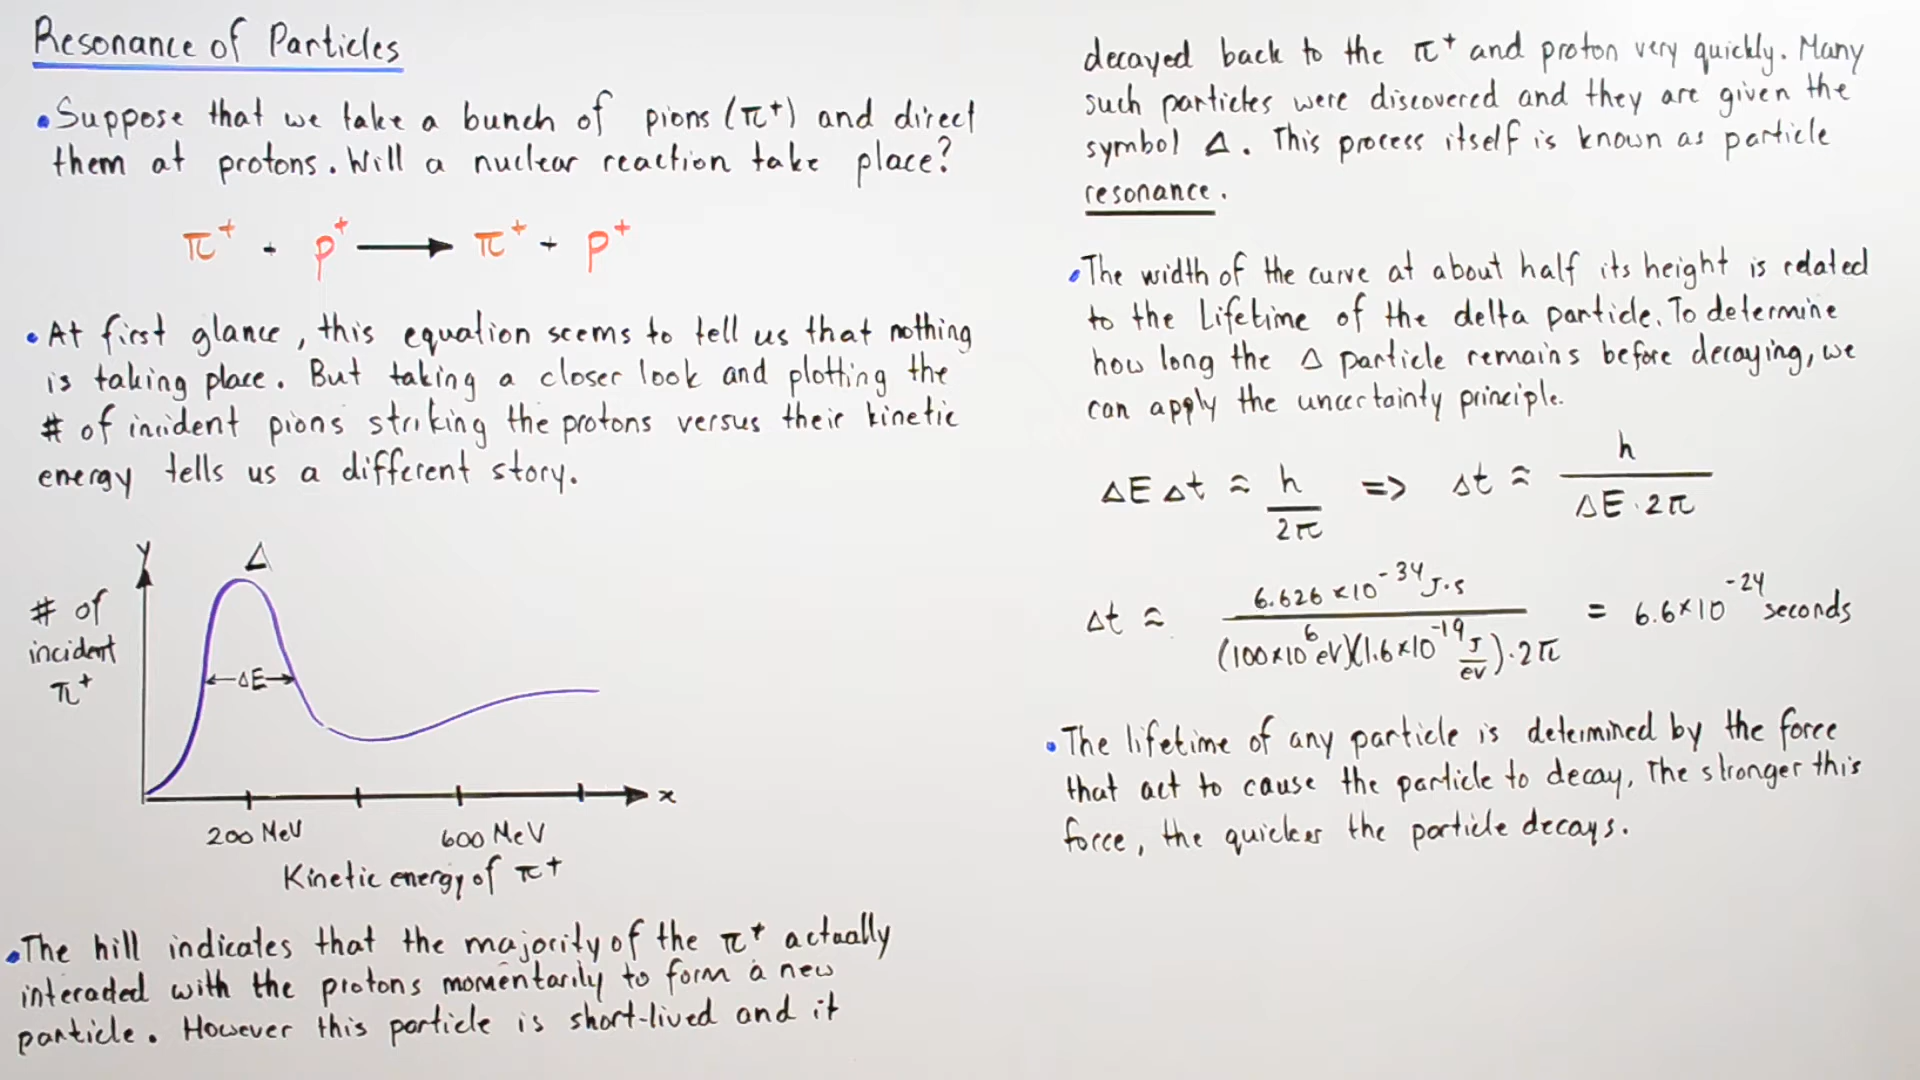 Resonance of Particles
• Suppose that we take a bunch of pions (π⁺) and direct
them at protons. Will a nuclear reaction take place?
π⁺ + p⁺ → π⁺ + p⁺
• At first glance, this equation seems to tell us that nothing
is taking place. But taking a closer look and plotting the
# of incident pions striking the protons versus their kinetic
energy tells us a different story.
y
Δ
# of
incident
π⁺
←ΔE→
x
200 MeV 600 MeV
Kinetic energy of π⁺
• The hill indicates that the majority of the π⁺ actually
interacted with the protons momentarily to form a new
particle. However this particle is short-lived and it
decayed back to the π⁺ and proton very quickly. Many
such particles were discovered and they are given the
symbol Δ. This process itself is known as particle
resonance.
• The width of the curve at about half its height is related
to the lifetime of the delta particle. To determine
how long the Δ particle remains before decaying, we
can apply the uncertainty principle.
ΔE Δt ≈ h/2π => Δt ≈ h/(ΔE · 2π)
Δt ≈ 6.626×10⁻³⁴ J·s/((100×10⁶ eV)(1.6×10⁻¹⁹ J/eV)·2π) = 6.6×10⁻²⁴ seconds
• The lifetime of any particle is determined by the force
that act to cause the particle to decay. The stronger this
force, the quicker the particle decays.